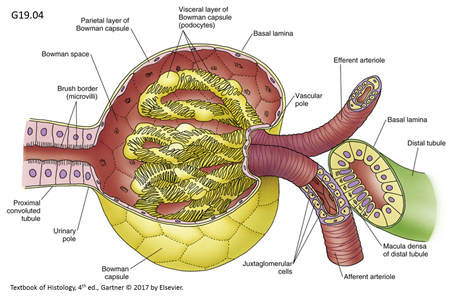 G19.04
Visceral layer of
Bowman capsule
(podocytes)
Parietal layer of
Bowman capsule
Basal lamina
Bowman space
Efferent arteriole
Brush border
(microvilli)
Vascular
pole
Basal lamina
Distal tubule
Proximal
convoluted
tubule
Urinary
pole
Macula densa
of distal tubule
Juxtaglomerular
cells
Bowman
capsule
Afferent arteriole
Textbook of Histology, 4th ed., Gartner © 2017 by Elsevier.